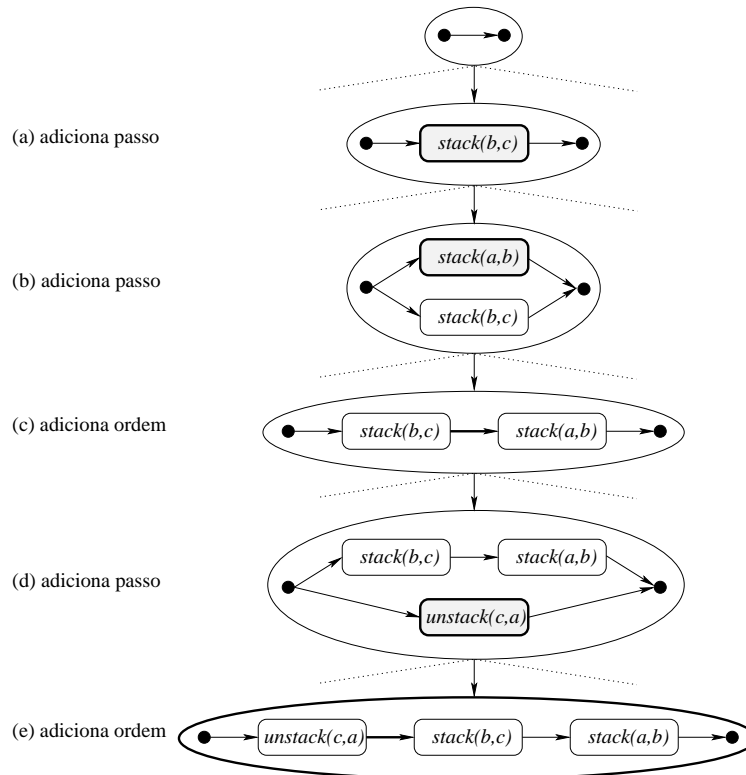 (a) adiciona passo
stack(b,c)
(b) adiciona passo
stack(a,b)
stack(b,c)
(c) adiciona ordem
stack(b,c)
stack(a,b)
(d) adiciona passo
stack(b,c)
stack(a,b)
unstack(c,a)
(e) adiciona ordem
unstack(c,a)
stack(b,c)
stack(a,b)